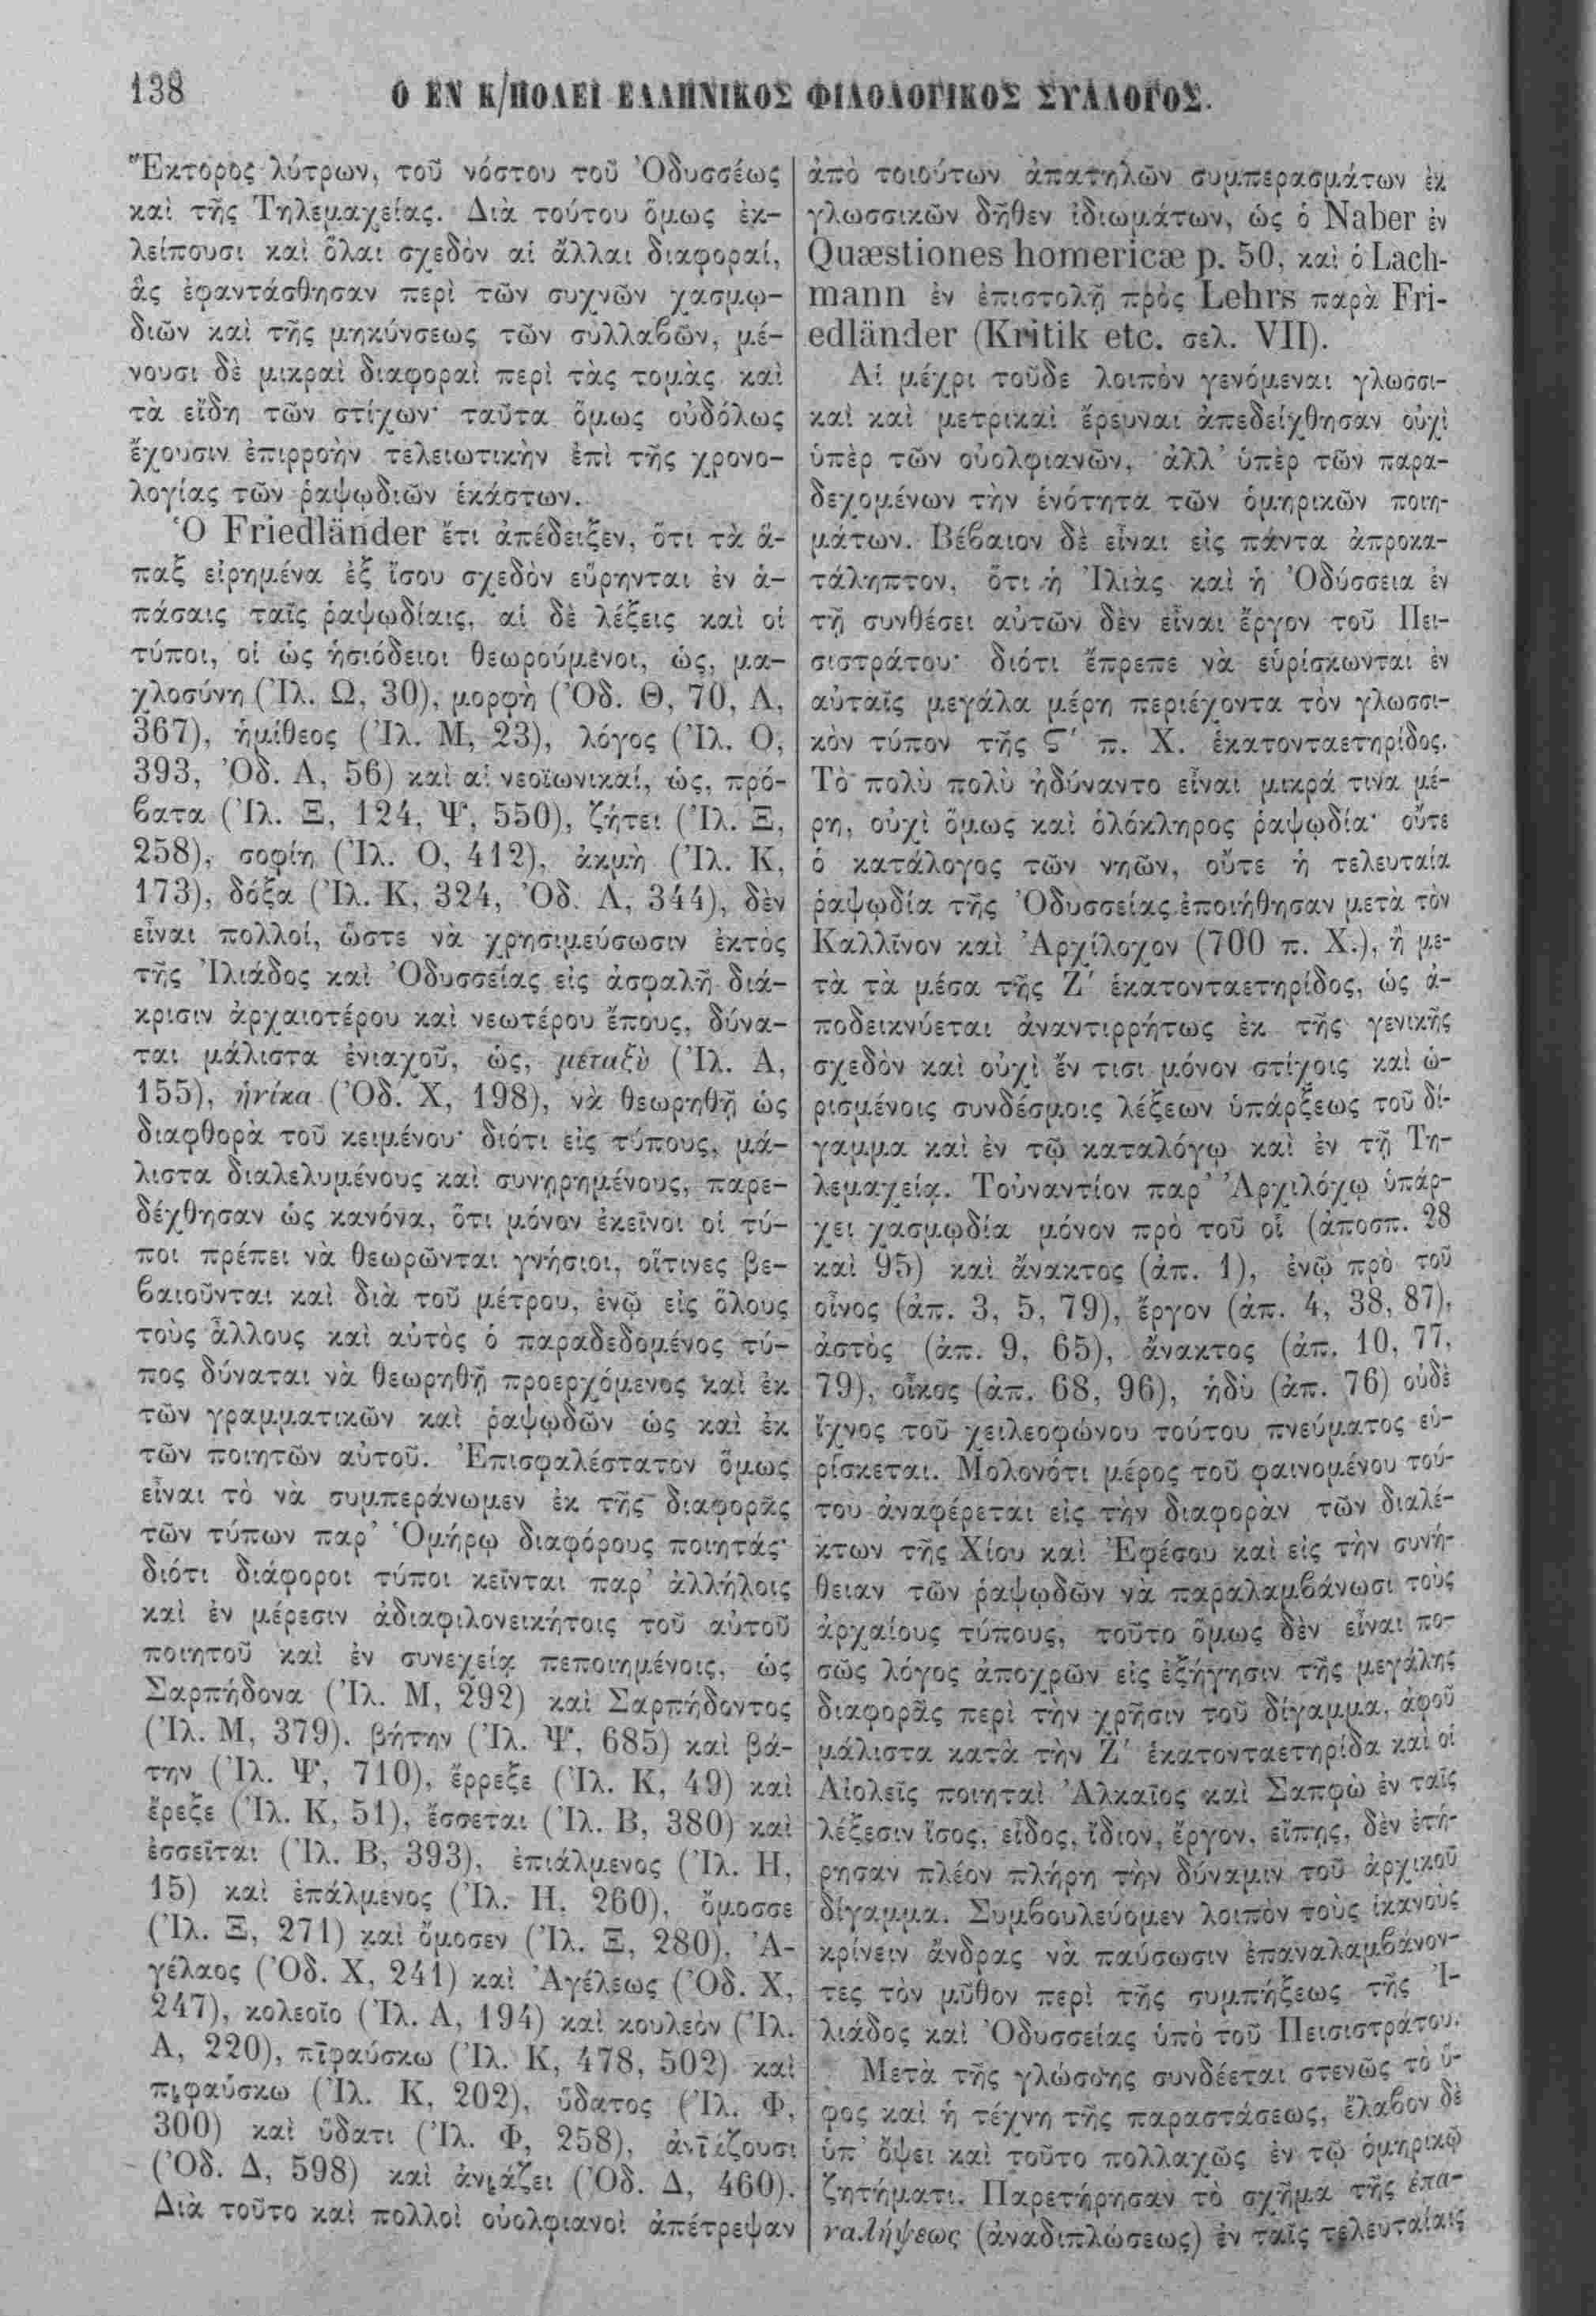 138
Ο ΕΝ Κ/ΠΟΛΕΙ ΕΛΛΗΝΙΚΟΣ ΦΙΛΟΛΟΓΙΚΟΣ ΣΥΛΛΟΓΟΣ.
Ἕκτορος λύτρων, τοῦ νόστου τοῦ Ὀδυσσέως
καὶ τῆς Τηλεμαχείας. Διὰ τούτου ὅμως ἐκ-
λείπουσι καὶ ὅλαι σχεδὸν αἱ ἄλλαι διαφοραί,
ἃς ἐφαντάσθησαν περὶ τῶν συχνῶν χασμῳ-
διῶν καὶ τῆς μηκύνσεως τῶν συλλαβῶν, μέ-
νουσι δὲ μικραὶ διαφοραὶ περὶ τὰς τομὰς καὶ
τὰ εἴδη τῶν στίχων· ταῦτα ὅμως οὐδόλως
ἔχουσιν ἐπιρροὴν τελειωτικὴν ἐπὶ τῆς χρονο-
λογίας τῶν ῥαψῳδιῶν ἑκάστων.
Ὁ Friedländer ἔτι ἀπέδειξεν, ὅτι τὰ ἅ-
παξ εἰρημένα ἐξ ἴσου σχεδὸν εὕρηνται ἐν ἁ-
πάσαις ταῖς ῥαψῳδίαις, αἱ δὲ λέξεις καὶ οἱ
τύποι, οἱ ὡς ἡσιόδειοι θεωρούμενοι, ὡς, μα-
χλοσύνη (Ἰλ. Ω, 30), μορφὴ (Ὀδ. Θ, 70, Λ,
367), ἡμίθεος (Ἰλ. Μ, 23), λόγος (Ἰλ. Ο,
393, Ὀδ. Α, 56) καὶ αἱ νεοϊωνικαί, ὡς, πρό-
βατα (Ἰλ. Ξ, 124, Ψ, 550), ζήτει (Ἰλ. Ξ,
258), σοφίη (Ἰλ. Ο, 412), ἀκμὴ (Ἰλ. Κ,
173), δόξα (Ἰλ. Κ, 324, Ὀδ. Λ, 344), δὲν
εἶναι πολλοί, ὥστε νὰ χρησιμεύσωσιν ἐκτὸς
τῆς Ἰλιάδος καὶ Ὀδυσσείας εἰς ἀσφαλῆ διά-
κρισιν ἀρχαιοτέρου καὶ νεωτέρου ἔπους, δύνα-
ται μάλιστα ἐνιαχοῦ, ὡς, μεταξὺ (Ἰλ. Α,
155), ἡνίκα (Ὀδ. Χ, 198), νὰ θεωρηθῇ ὡς
διαφθορὰ τοῦ κειμένου· διότι εἰς τύπους, μά-
λιστα διαλελυμένους καὶ συνῃρημένους, παρε-
δέχθησαν ὡς κανόνα, ὅτι μόνον ἐκεῖνοι οἱ τύ-
ποι πρέπει νὰ θεωρῶνται γνήσιοι, οἵτινες βε-
βαιοῦνται καὶ διὰ τοῦ μέτρου, ἐνῷ εἰς ὅλους
τοὺς ἄλλους καὶ αὐτὸς ὁ παραδεδομένος τύ-
πος δύναται νὰ θεωρηθῇ προερχόμενος καὶ ἐκ
τῶν γραμματικῶν καὶ ῥαψῳδῶν ὡς καὶ ἐκ
τῶν ποιητῶν αὐτοῦ. Ἐπισφαλέστατον ὅμως
εἶναι τὸ νὰ συμπεράνωμεν ἐκ τῆς διαφορᾶς
τῶν τύπων παρ' Ὁμήρῳ διαφόρους ποιητάς·
διότι διάφοροι τύποι κεῖνται παρ' ἀλλήλοις
καὶ ἐν μέρεσιν ἀδιαφιλονεικήτοις τοῦ αὐτοῦ
ποιητοῦ καὶ ἐν συνεχείᾳ πεποιημένοις, ὡς
Σαρπήδονα (Ἰλ. Μ, 292) καὶ Σαρπήδοντος
(Ἰλ. Μ, 379), βήτην (Ἰλ. Ψ, 685) καὶ βά-
την (Ἰλ. Ψ, 710), ἔρρεξε (Ἰλ. Κ, 49) καὶ
ἔρεξε (Ἰλ. Κ, 51), ἔσσεται (Ἰλ. Β, 380) καὶ
ἐσσεῖται (Ἰλ. Β, 393), ἐπιάλμενος (Ἰλ. Η,
15) καὶ ἐπάλμενος (Ἰλ. Η, 260), ὄμοσσε
(Ἰλ. Ξ, 271) καὶ ὄμοσεν (Ἰλ. Ξ, 280), Ἀ-
γέλαος (Ὀδ. Χ, 241) καὶ Ἀγέλεως (Ὀδ. Χ,
247), κολεοῖο (Ἰλ. Α, 194) καὶ κουλεὸν (Ἰλ.
Α, 220), πῑφαύσκω (Ἰλ. Κ, 478, 502) καὶ
πῐφαύσκω (Ἰλ. Κ, 202), ὕδατος (Ἰλ. Φ,
300) καὶ ὕδατι (Ἰλ. Φ, 258), ἀνῑάζουσι
(Ὀδ. Δ, 598) καὶ ἀνῐάζει (Ὀδ. Δ, 460).
Διὰ τοῦτο καὶ πολλοὶ οὐολφιανοὶ ἀπέτρεψαν
ἀπὸ τοιούτων ἀπατηλῶν συμπερασμάτων ἐκ
γλωσσικῶν δῆθεν ἰδιωμάτων, ὡς ὁ Naber ἐν
Quæstiones homericæ p. 50, καὶ ὁ Lach-
mann ἐν ἐπιστολῇ πρὸς Lehrs παρὰ Fri-
edländer (Kritik etc. σελ. VII).
Αἱ μέχρι τοῦδε λοιπὸν γενόμεναι γλωσσι-
καὶ καὶ μετρικαὶ ἔρευναι ἀπεδείχθησαν οὐχὶ
ὑπὲρ τῶν οὐολφιανῶν, ἀλλ' ὑπὲρ τῶν παρα-
δεχομένων τὴν ἑνότητα τῶν ὁμηρικῶν ποιη-
μάτων. Βέβαιον δὲ εἶναι εἰς πάντα ἀπροκα-
τάληπτον, ὅτι ἡ Ἰλιὰς καὶ ἡ Ὀδύσσεια ἐν
τῇ συνθέσει αὐτῶν δὲν εἶναι ἔργον τοῦ Πει-
σιστράτου· διότι ἔπρεπε νὰ εὑρίσκωνται ἐν
αὐταῖς μεγάλα μέρη περιέχοντα τὸν γλωσσι-
κὸν τύπον τῆς Ϛ' π. Χ. ἑκατονταετηρίδος.
Τὸ πολὺ πολὺ ἠδύναντο εἶναι μικρά τινα μέ-
ρη, οὐχὶ ὅμως καὶ ὁλόκληρος ῥαψῳδία· οὔτε
ὁ κατάλογος τῶν νηῶν, οὔτε ἡ τελευταία
ῥαψῳδία τῆς Ὀδυσσείας ἐποιήθησαν μετὰ τὸν
Καλλῖνον καὶ Ἀρχίλοχον (700 π. Χ.), ἢ με-
τὰ τὰ μέσα τῆς Ζ' ἑκατονταετηρίδος, ὡς ἀ-
ποδεικνύεται ἀναντιρρήτως ἐκ τῆς γενικῆς
σχεδὸν καὶ οὐχὶ ἔν τισι μόνον στίχοις καὶ ὡ-
ρισμένοις συνδέσμοις λέξεων ὑπάρξεως τοῦ δί-
γαμμα καὶ ἐν τῷ καταλόγῳ καὶ ἐν τῇ Τη-
λεμαχείᾳ. Τοὐναντίον παρ' Ἀρχιλόχῳ ὑπάρ-
χει χασμῳδία μόνον πρὸ τοῦ οἷ (ἀποσπ. 28
καὶ 95) καὶ ἄνακτος (ἀπ. 1), ἐνῷ πρὸ τοῦ
οἶνος (ἀπ. 3, 5, 79), ἔργον (ἀπ. 4, 38, 87),
ἀστὸς (ἀπ. 9, 65), ἄνακτος (ἀπ. 10, 77,
79), οἶκος (ἀπ. 68, 96), ἡδὺ (ἀπ. 76) οὐδὲ
ἴχνος τοῦ χειλεοφώνου τούτου πνεύματος εὑ-
ρίσκεται. Μολονότι μέρος τοῦ φαινομένου τού-
του ἀναφέρεται εἰς τὴν διαφορὰν τῶν διαλέ-
κτων τῆς Χίου καὶ Ἐφέσου καὶ εἰς τὴν συνή-
θειαν τῶν ῥαψῳδῶν νὰ παραλαμβάνωσι τοὺς
ἀρχαίους τύπους, τοῦτο ὅμως δὲν εἶναι πο-
σῶς λόγος ἀποχρῶν εἰς ἐξήγησιν τῆς μεγάλης
διαφορᾶς περὶ τὴν χρῆσιν τοῦ δίγαμμα, ἀφοῦ
μάλιστα κατὰ τὴν Ζ' ἑκατονταετηρίδα καὶ οἱ
Αἰολεῖς ποιηταὶ Ἀλκαῖος καὶ Σαπφὼ ἐν ταῖς
λέξεσιν ἴσος, εἶδος, ἴδιον, ἔργον, εἴπης, δὲν ἐτή-
ρησαν πλέον πλήρη τὴν δύναμιν τοῦ ἀρχικοῦ
δίγαμμα. Συμβουλεύομεν λοιπὸν τοὺς ἱκανοὺς
κρίνειν ἄνδρας νὰ παύσωσιν ἐπαναλαμβάνον-
τες τὸν μῦθον περὶ τῆς συμπήξεως τῆς Ἰ-
λιάδος καὶ Ὀδυσσείας ὑπὸ τοῦ Πεισιστράτου.
Μετὰ τῆς γλώσσης συνδέεται στενῶς τὸ ὕ-
φος καὶ ἡ τέχνη τῆς παραστάσεως, ἔλαβον δὲ
ὑπ' ὄψει καὶ τοῦτο πολλαχῶς ἐν τῷ ὁμηρικῷ
ζητήματι. Παρετήρησαν τὸ σχῆμα τῆς ἐπα-
ναλήψεως (ἀναδιπλώσεως) ἐν ταῖς τελευταίαις